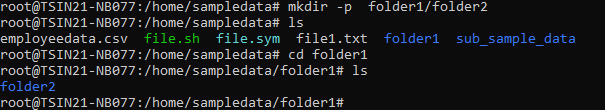 root@TSIN21-NB077:/home/sampledata# mkdir -p  folder1/folder2
root@TSIN21-NB077:/home/sampledata# ls
employeedata.csv  file.sh  file.sym  file1.txt  folder1  sub_sample_data
root@TSIN21-NB077:/home/sampledata# cd folder1
root@TSIN21-NB077:/home/sampledata/folder1# ls
folder2
root@TSIN21-NB077:/home/sampledata/folder1#